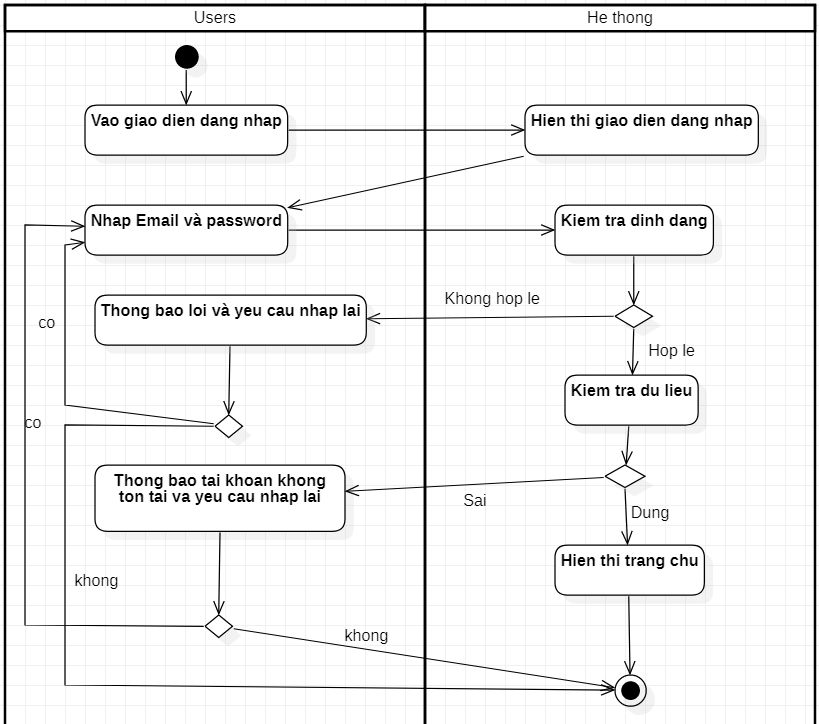 Users
He thong
Vao giao dien dang nhap
Hien thi giao dien dang nhap
Nhap Email và password
Kiem tra dinh dang
Khong hop le
Thong bao loi và yeu cau nhap lai
co
Hop le
Kiem tra du lieu
co
Thong bao tai khoan khong
ton tai va yeu cau nhap lai
Sai
Dung
Hien thi trang chu
khong
khong